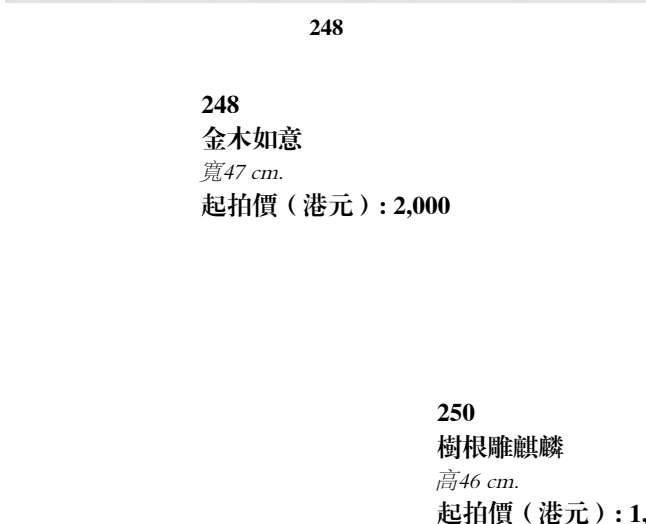 248
248
金木如意
寬47 cm.
起拍價（港元）: 2,000
250
樹根雕麒麟
高46 cm.
起拍價（港元）: 1,